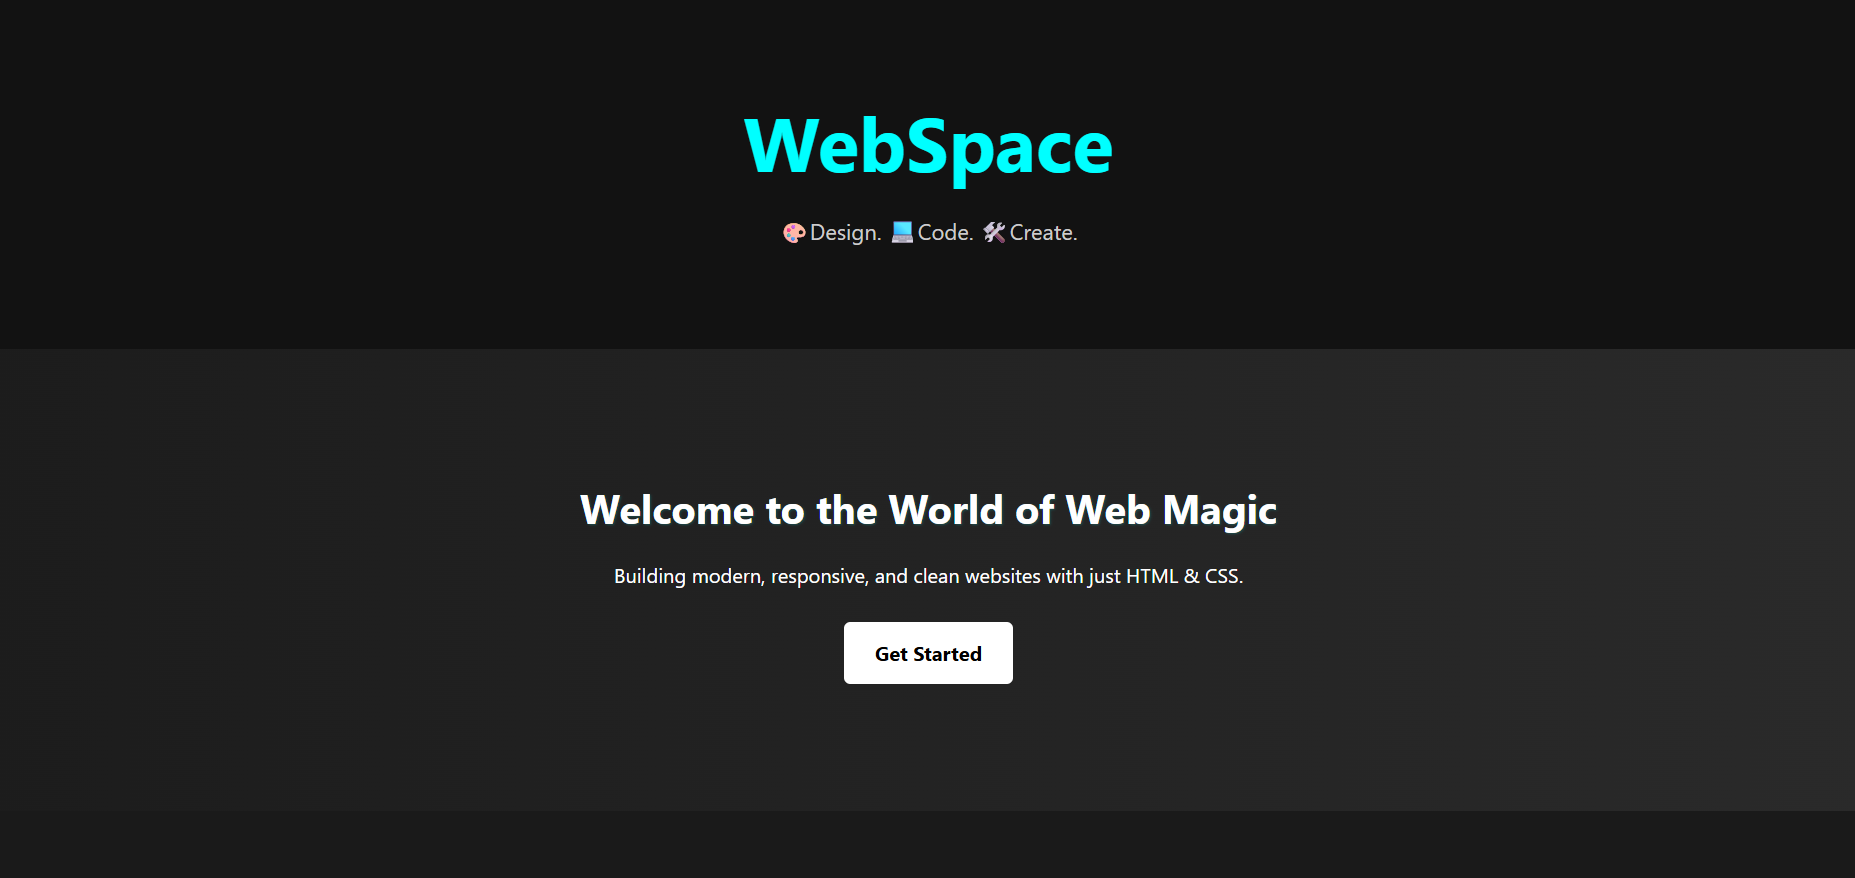 WebSpace
🎨Design. 💻Code. 🛠️Create.
Welcome to the World of Web Magic
Building modern, responsive, and clean websites with just HTML & CSS.
Get Started